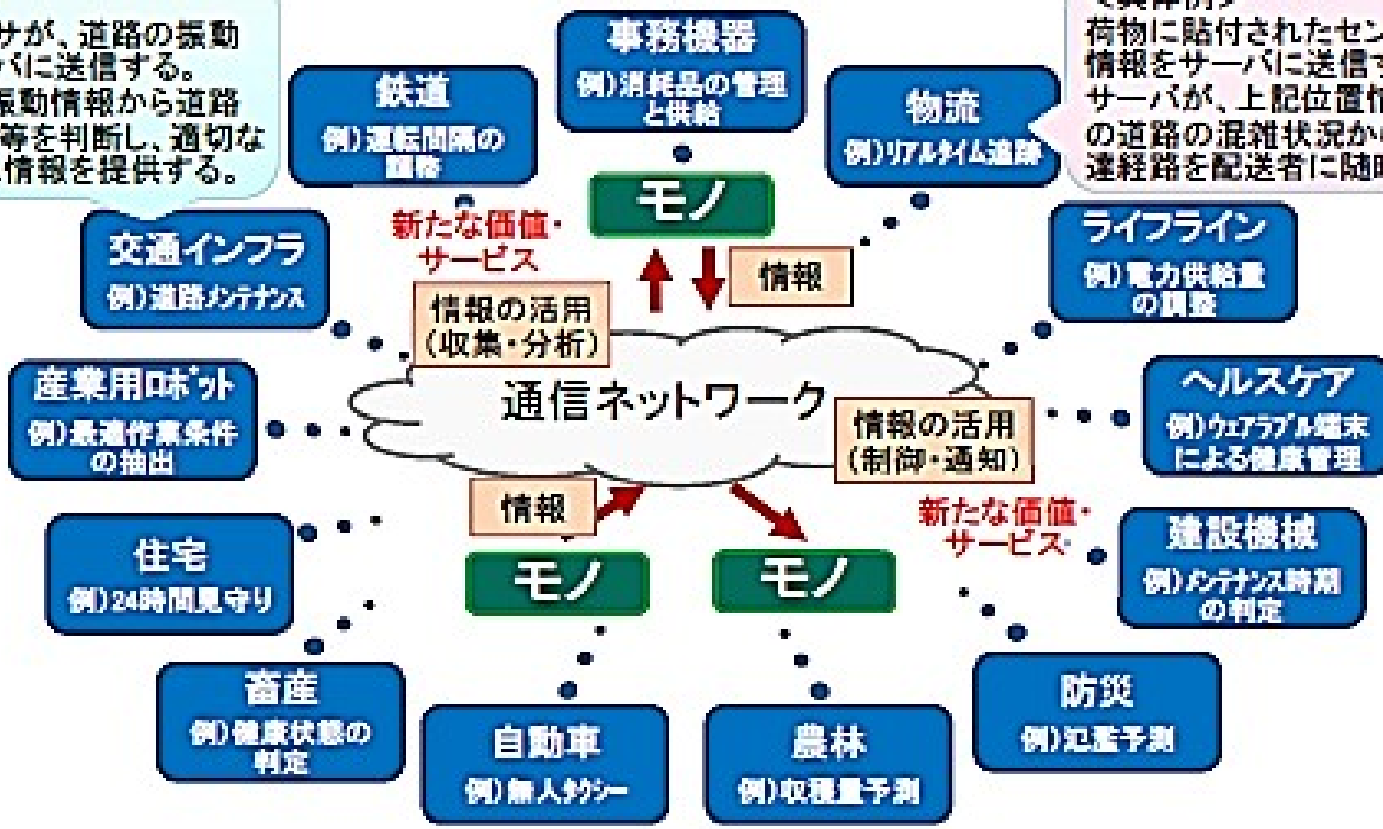 サが、道路の振動
バに送信する。
振動情報から道路
等を判断し、適切な
情報を提供する。
荷物に貼付されたセン
情報をサーバに送信す
サーバが、上記位置情
の道路の混雑状況から
達経路を配送者に随時
事務機器
例)消耗品の管理
と供給
鉄道
例)運転間隔の
調整
物流
例)リアルタイム追跡
モノ
新たな価値・
サービス
情報
交通インフラ
例)道路メンテナンス
ライフライン
例)電力供給量
の調整
情報の活用
(収集・分析)
通信ネットワーク
産業用ロボット
例)最適作業条件
の抽出
ヘルスケア
例)ウェアラブル端末
による健康管理
情報の活用
(制御・通知)
情報
新たな価値・
サービス
住宅
例)24時間見守り
建設機械
例)メンテナンス時期
の判定
モノ
モノ
畜産
例)健康状態の
判定
自動車
例)無人タクシー
農林
例)収穫量予測
防災
例)氾濫予測